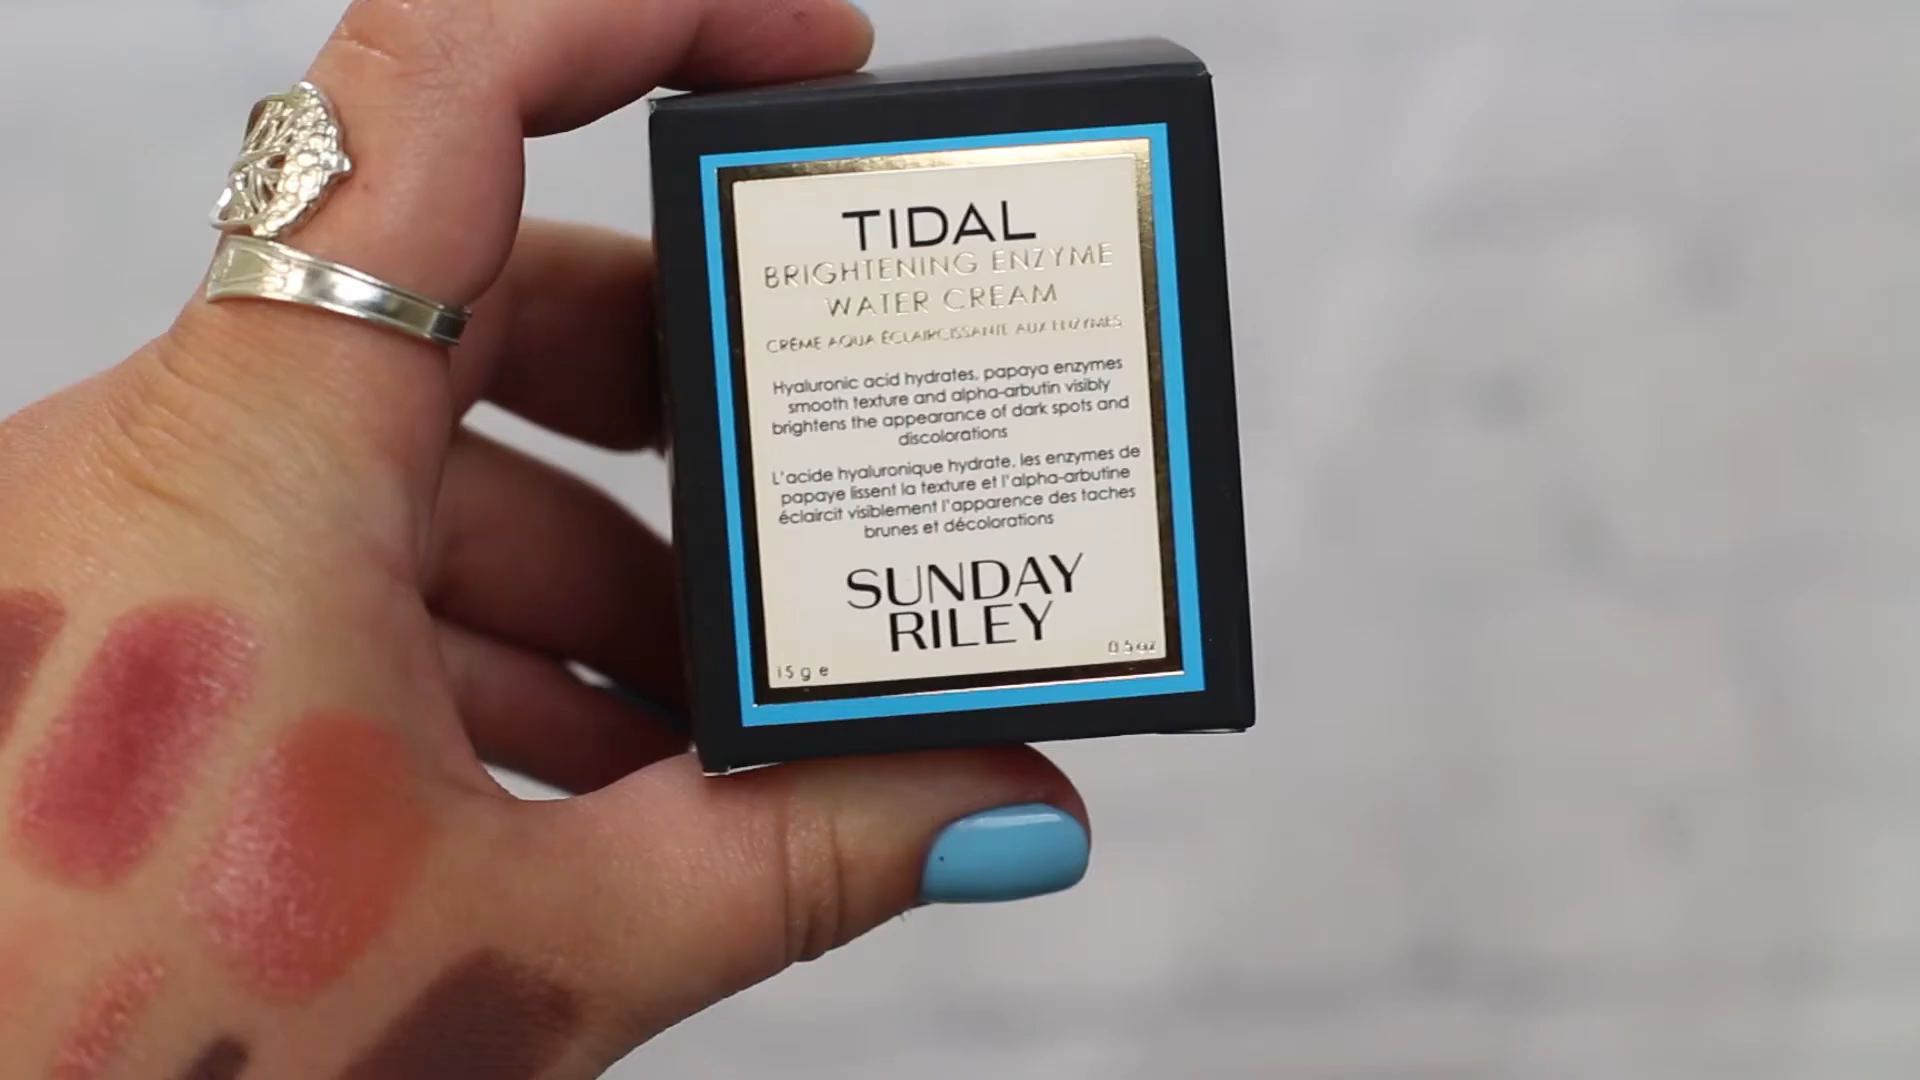 TIDAL
BRIGHTENING ENZYME
WATER CREAM
CRÈME AQUA ÉCLAIRCISSANTE AUX ENZYMES
Hyaluronic acid hydrates, papaya enzymes
smooth texture and alpha-arbutin visibly
brightens the appearance of dark spots and
discolorations
L'acide hyaluronique hydrate, les enzymes de
papaye lissent la texture et l'alpha-arbutine
éclaircit visiblement l'apparence des taches
brunes et décolorations
SUNDAY
RILEY
15 g e 0.5 oz